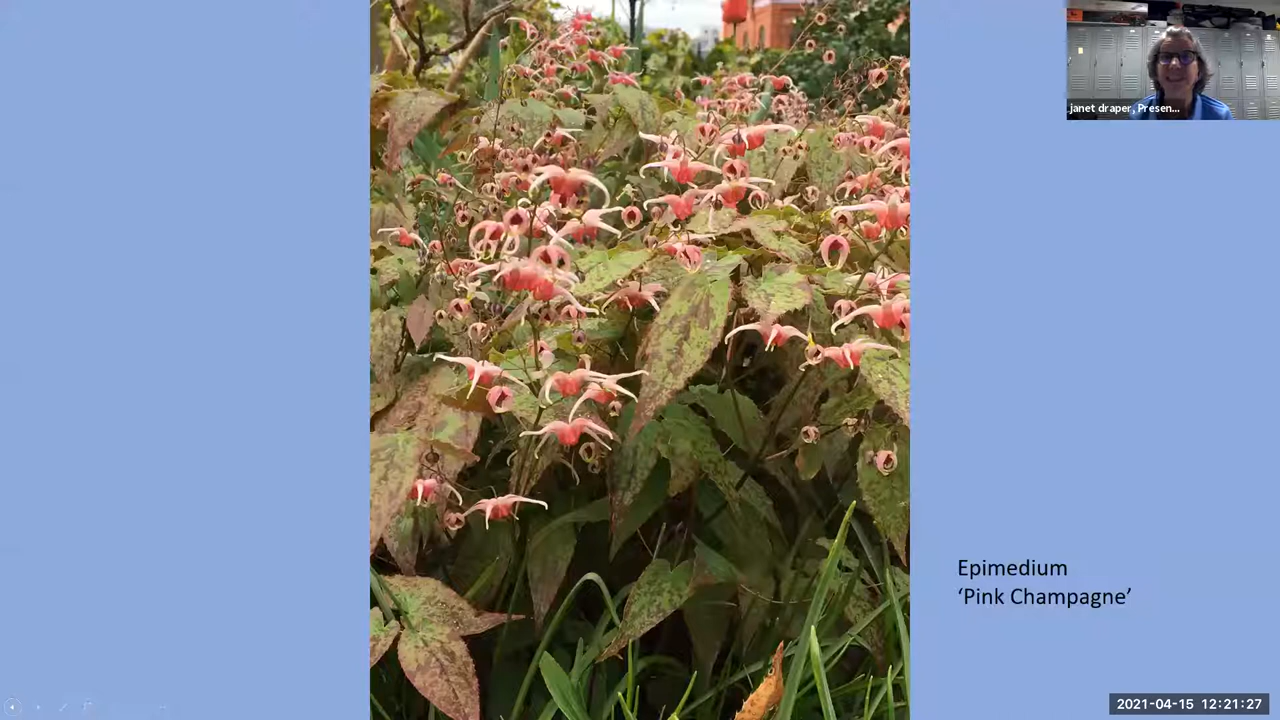 janet draper, Presen...
Epimedium
‘Pink Champagne’
2021-04-15 12:21:27